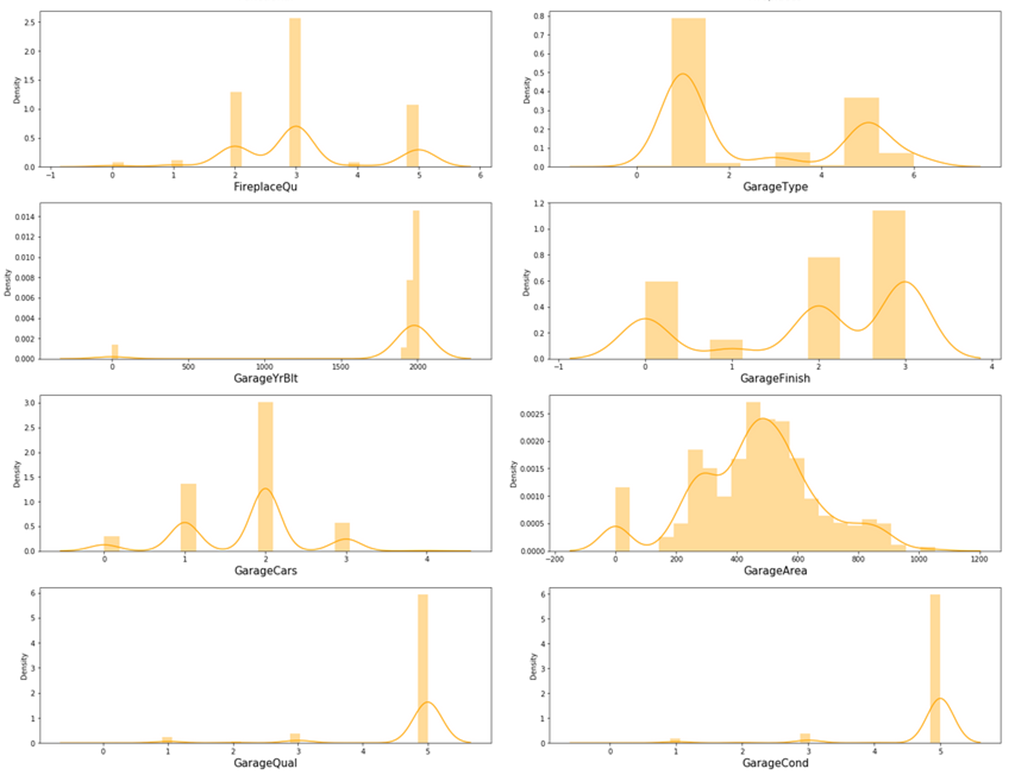 2.5
2.0
1.5
1.0
0.5
0.0
Density
−1 0 1 2 3 4 5 6
FireplaceQu
0.8
0.7
0.6
0.5
0.4
0.3
0.2
0.1
0.0
Density
0 2 4 6
GarageType
0.014
0.012
0.010
0.008
0.006
0.004
0.002
0.000
Density
0 500 1000 1500 2000
GarageYrBlt
1.2
1.0
0.8
0.6
0.4
0.2
0.0
Density
−1 0 1 2 3 4
GarageFinish
3.0
2.5
2.0
1.5
1.0
0.5
0.0
Density
0 1 2 3 4
GarageCars
0.0025
0.0020
0.0015
0.0010
0.0005
0.0000
Density
−200 0 200 400 600 800 1000 1200
GarageArea
6
5
4
3
2
1
0
Density
0 1 2 3 4 5
GarageQual
6
5
4
3
2
1
0
Density
0 1 2 3 4 5
GarageCond